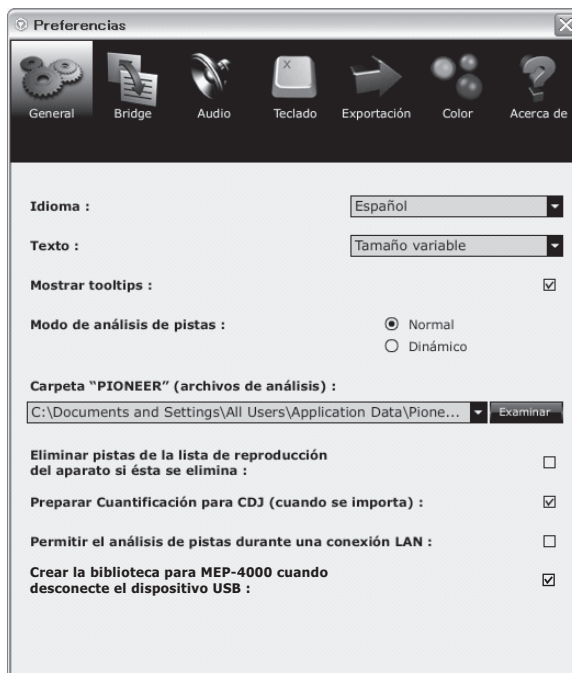 Preferencias
General Bridge Audio Teclado Exportación Color Acerca de
Idioma : Español
Texto : Tamaño variable
Mostrar tooltips :
Modo de análisis de pistas : Normal
Dinámico
Carpeta “PIONEER” (archivos de análisis) :
C:\Documents and Settings\All Users\Application Data\Pione... Examinar
Eliminar pistas de la lista de reproducción
del aparato si ésta se elimina :
Preparar Cuantificación para CDJ (cuando se importa) :
Permitir el análisis de pistas durante una conexión LAN :
Crear la biblioteca para MEP-4000 cuando
desconecte el dispositivo USB :